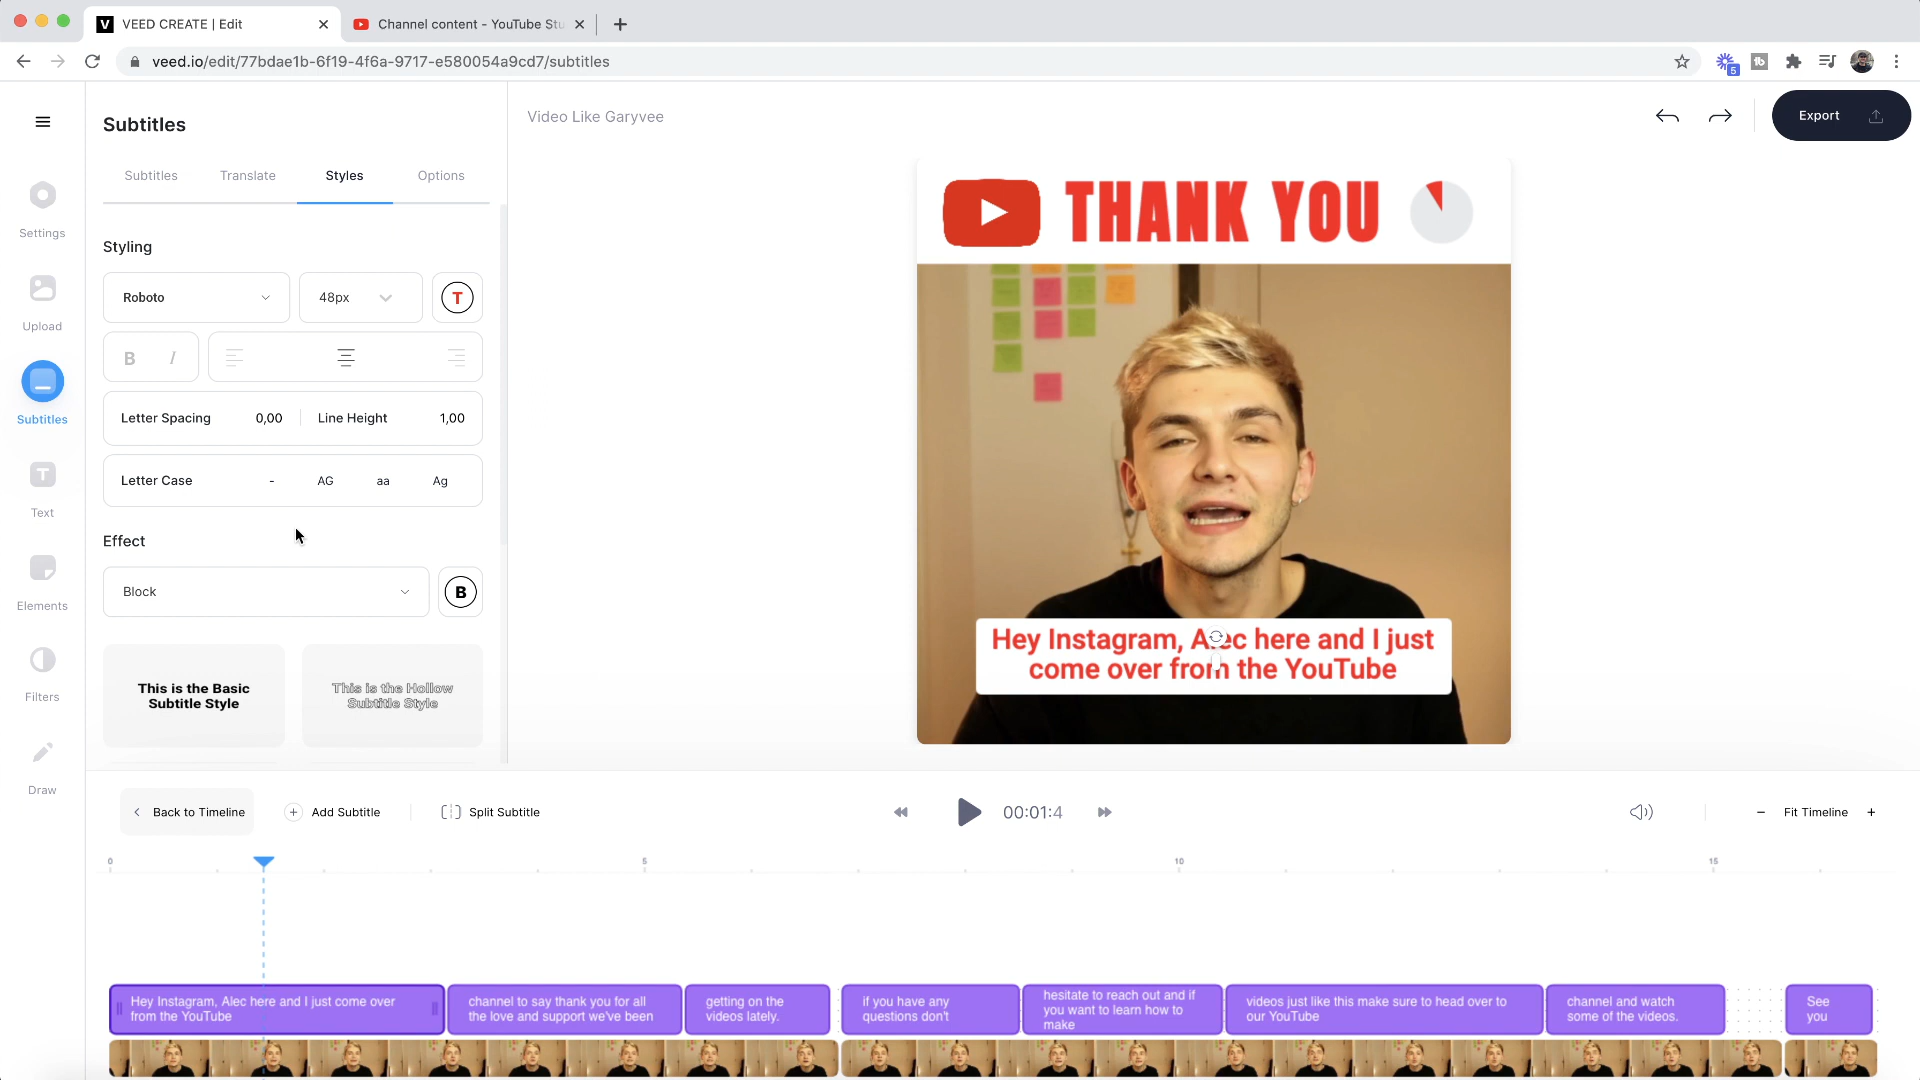 VEED CREATE | Edit
Channel content - YouTube Stu
veed.io/edit/77bdae1b-6f19-4f6a-9717-e580054a9cd7/subtitles
5
tb
Subtitles
Video Like Garyvee
Export
Subtitles
Translate
Styles
Options
Settings
Upload
Subtitles
Text
Elements
Filters
Draw
Styling
Roboto
48px
T
B
I
Letter Spacing
0,00
Line Height
1,00
Letter Case
-
AG
aa
Ag
Effect
Block
B
This is the Basic
Subtitle Style
This is the Hollow
Subtitle Style
THANK YOU
Hey Instagram, Alec here and I just
come over from the YouTube
Back to Timeline
Add Subtitle
Split Subtitle
00:01:4
Fit Timeline
0
5
10
15
Hey Instagram, Alec here and I just come over
from the YouTube
channel to say thank you for all
the love and support we've been
getting on the
videos lately.
if you have any
questions don't
hesitate to reach out and if
you want to learn how to
make
videos just like this make sure to head over to
our YouTube
channel and watch
some of the videos.
See
you